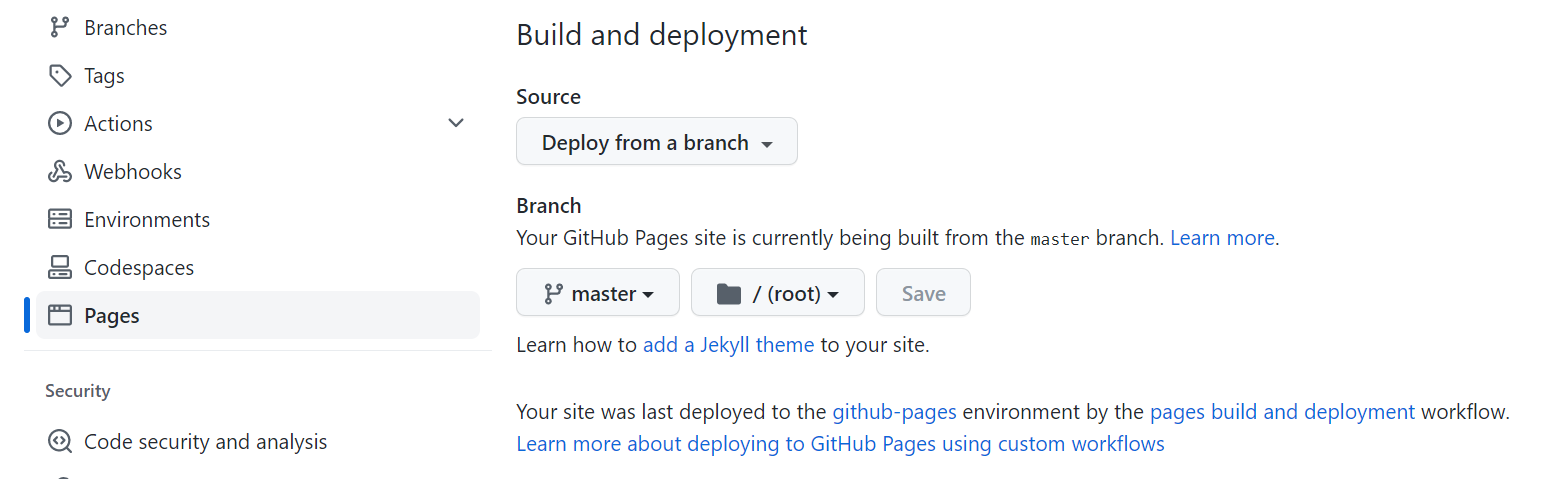 Branches
Tags
Actions
Webhooks
Environments
Codespaces
Pages
Security
Code security and analysis
Build and deployment
Source
Deploy from a branch
Branch
Your GitHub Pages site is currently being built from the master branch. Learn more.
master
/ (root)
Save
Learn how to add a Jekyll theme to your site.
Your site was last deployed to the github-pages environment by the pages build and deployment workflow.
Learn more about deploying to GitHub Pages using custom workflows